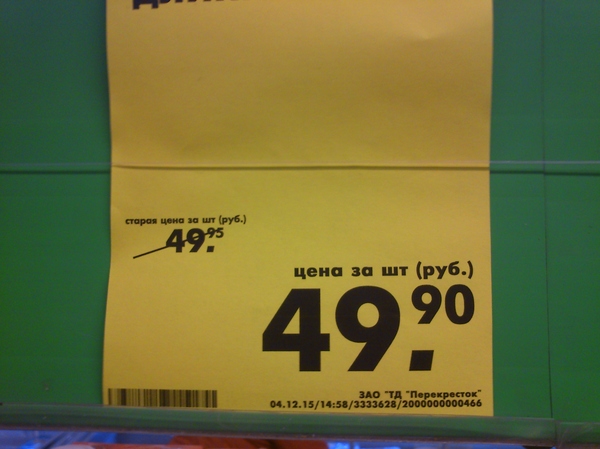 старая цена за шт (руб.)
49.95
цена за шт (руб.)
49.90
ЗАО "ТД "Перекресток"
04.12.15/14:58/3333628/2000000000466